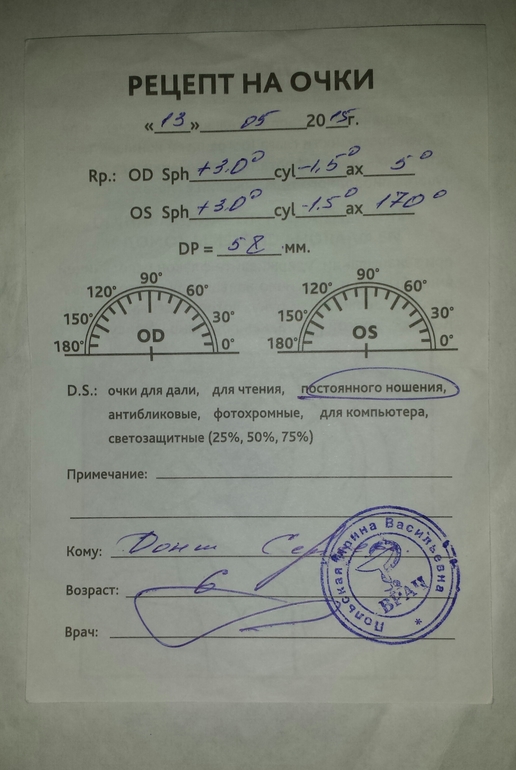 РЕЦЕПТ НА ОЧКИ
«13» 05 2015г.
Rp.: OD Sph +3.0° cyl -1,5° ax 5°
OS Sph +3.0° cyl -1.5° ax 170°
DP = 58 мм.
180° 150° 120° 90° 60° 30° 0° OD
180° 150° 120° 90° 60° 30° 0° OS
D.S.: очки для дали, для чтения, постоянного ношения,
антибликовые, фотохромные, для компьютера,
светозащитные (25%, 50%, 75%)
Примечание:
Кому:
Возраст: 6
Врач:
Польская Ирина Васильевна *
ВРАЧ